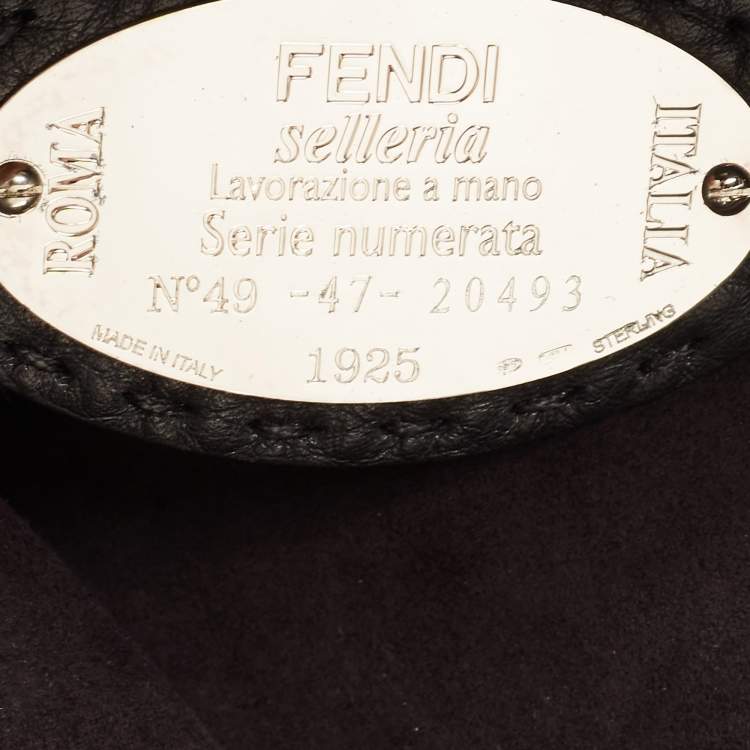 FENDI
selleria
Lavorazione a mano
Serie numerata
N°49 -47- 20493
1925
ROMA
ITALIA
MADE IN ITALY
STERLING